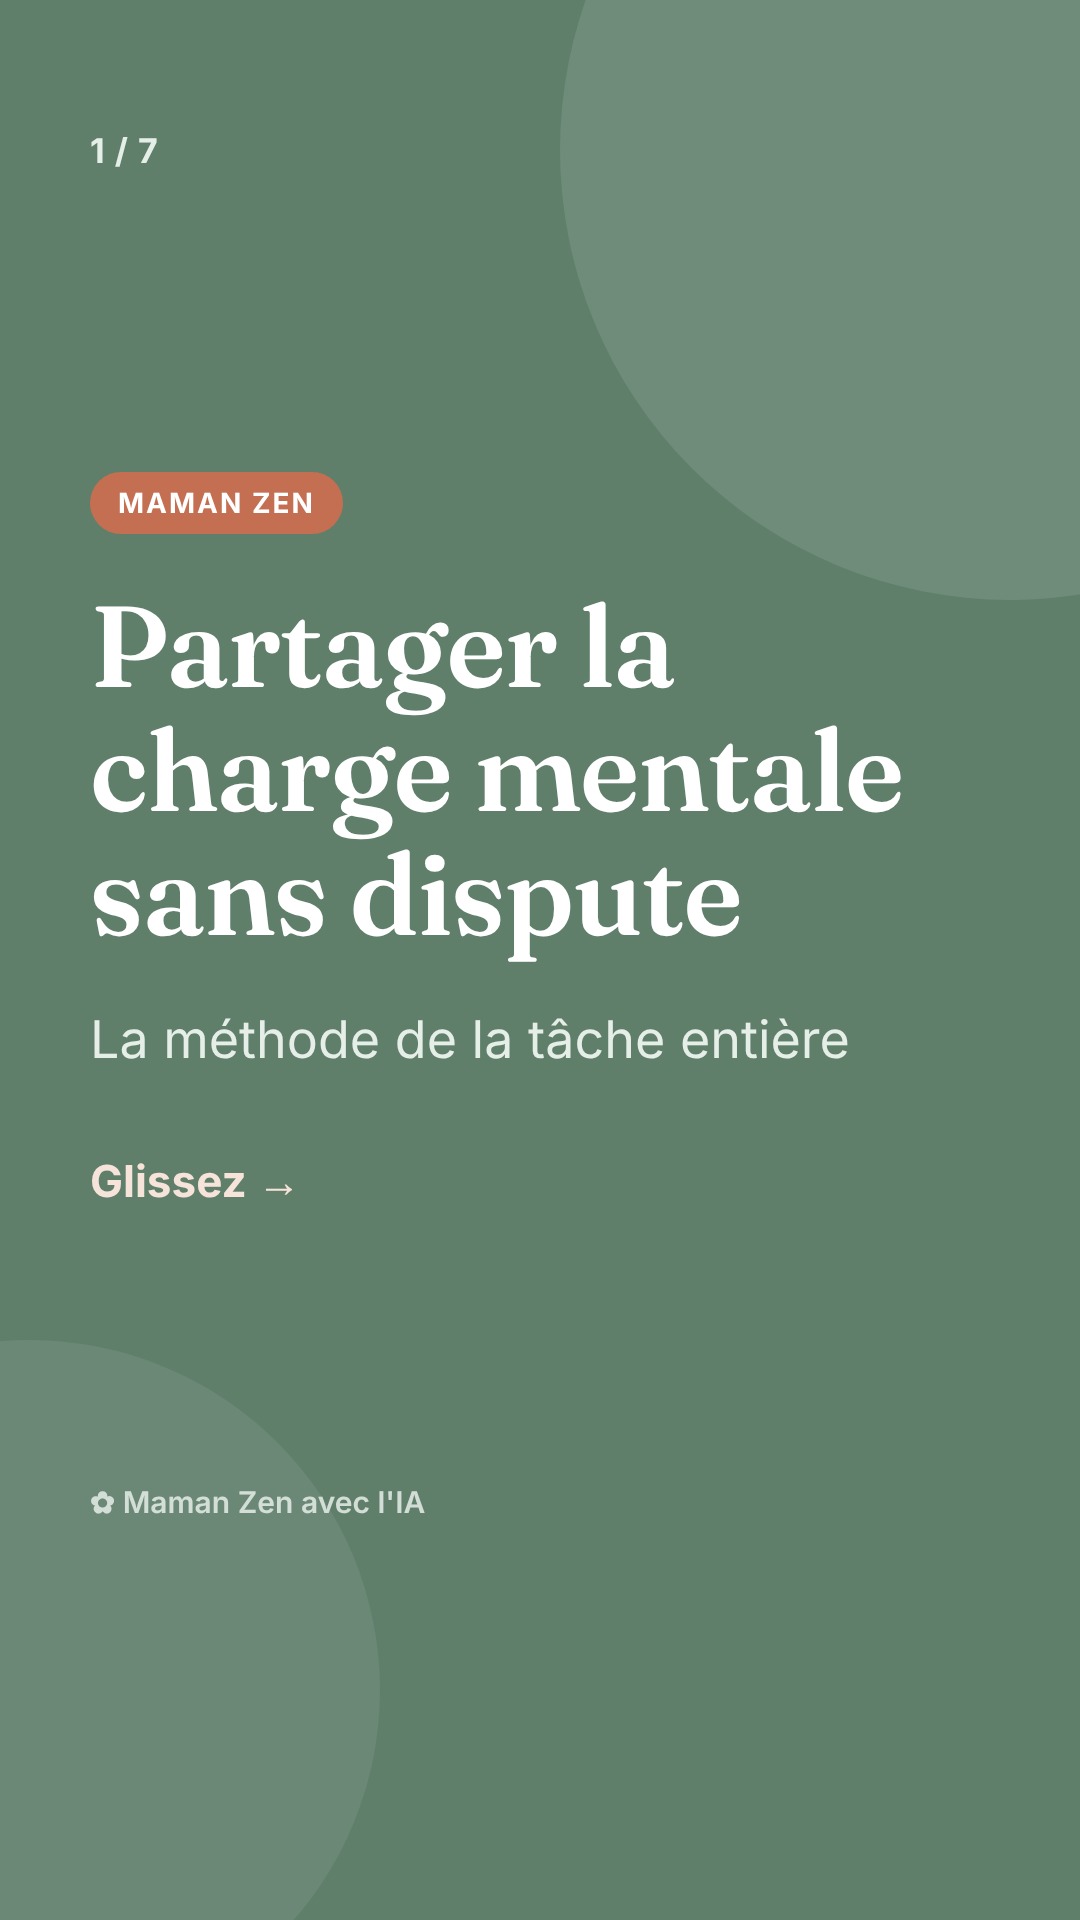 1 / 7
MAMAN ZEN
Partager la
charge mentale
sans dispute
La méthode de la tâche entière
Glissez →
✿ Maman Zen avec l'IA